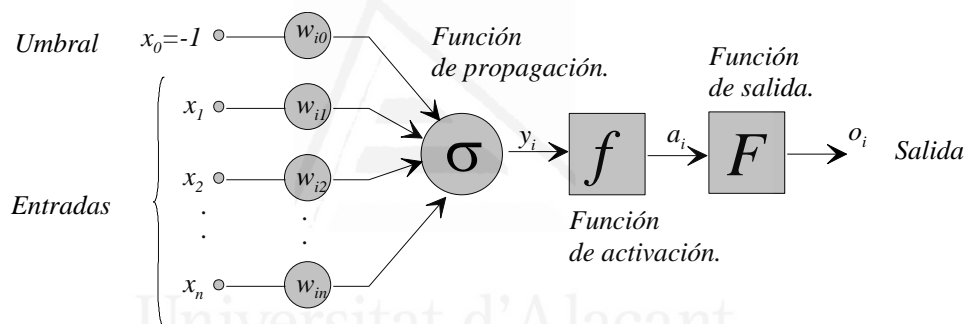 Umbral x₀=-1 wᵢ₀
Función
de propagación.
Función
de salida.
x₁ wᵢ₁
σ yᵢ f aᵢ F oᵢ Salida
x₂ wᵢ₂
Entradas
Función
de activación.
xₙ wᵢₙ
Universitat d'Alacant